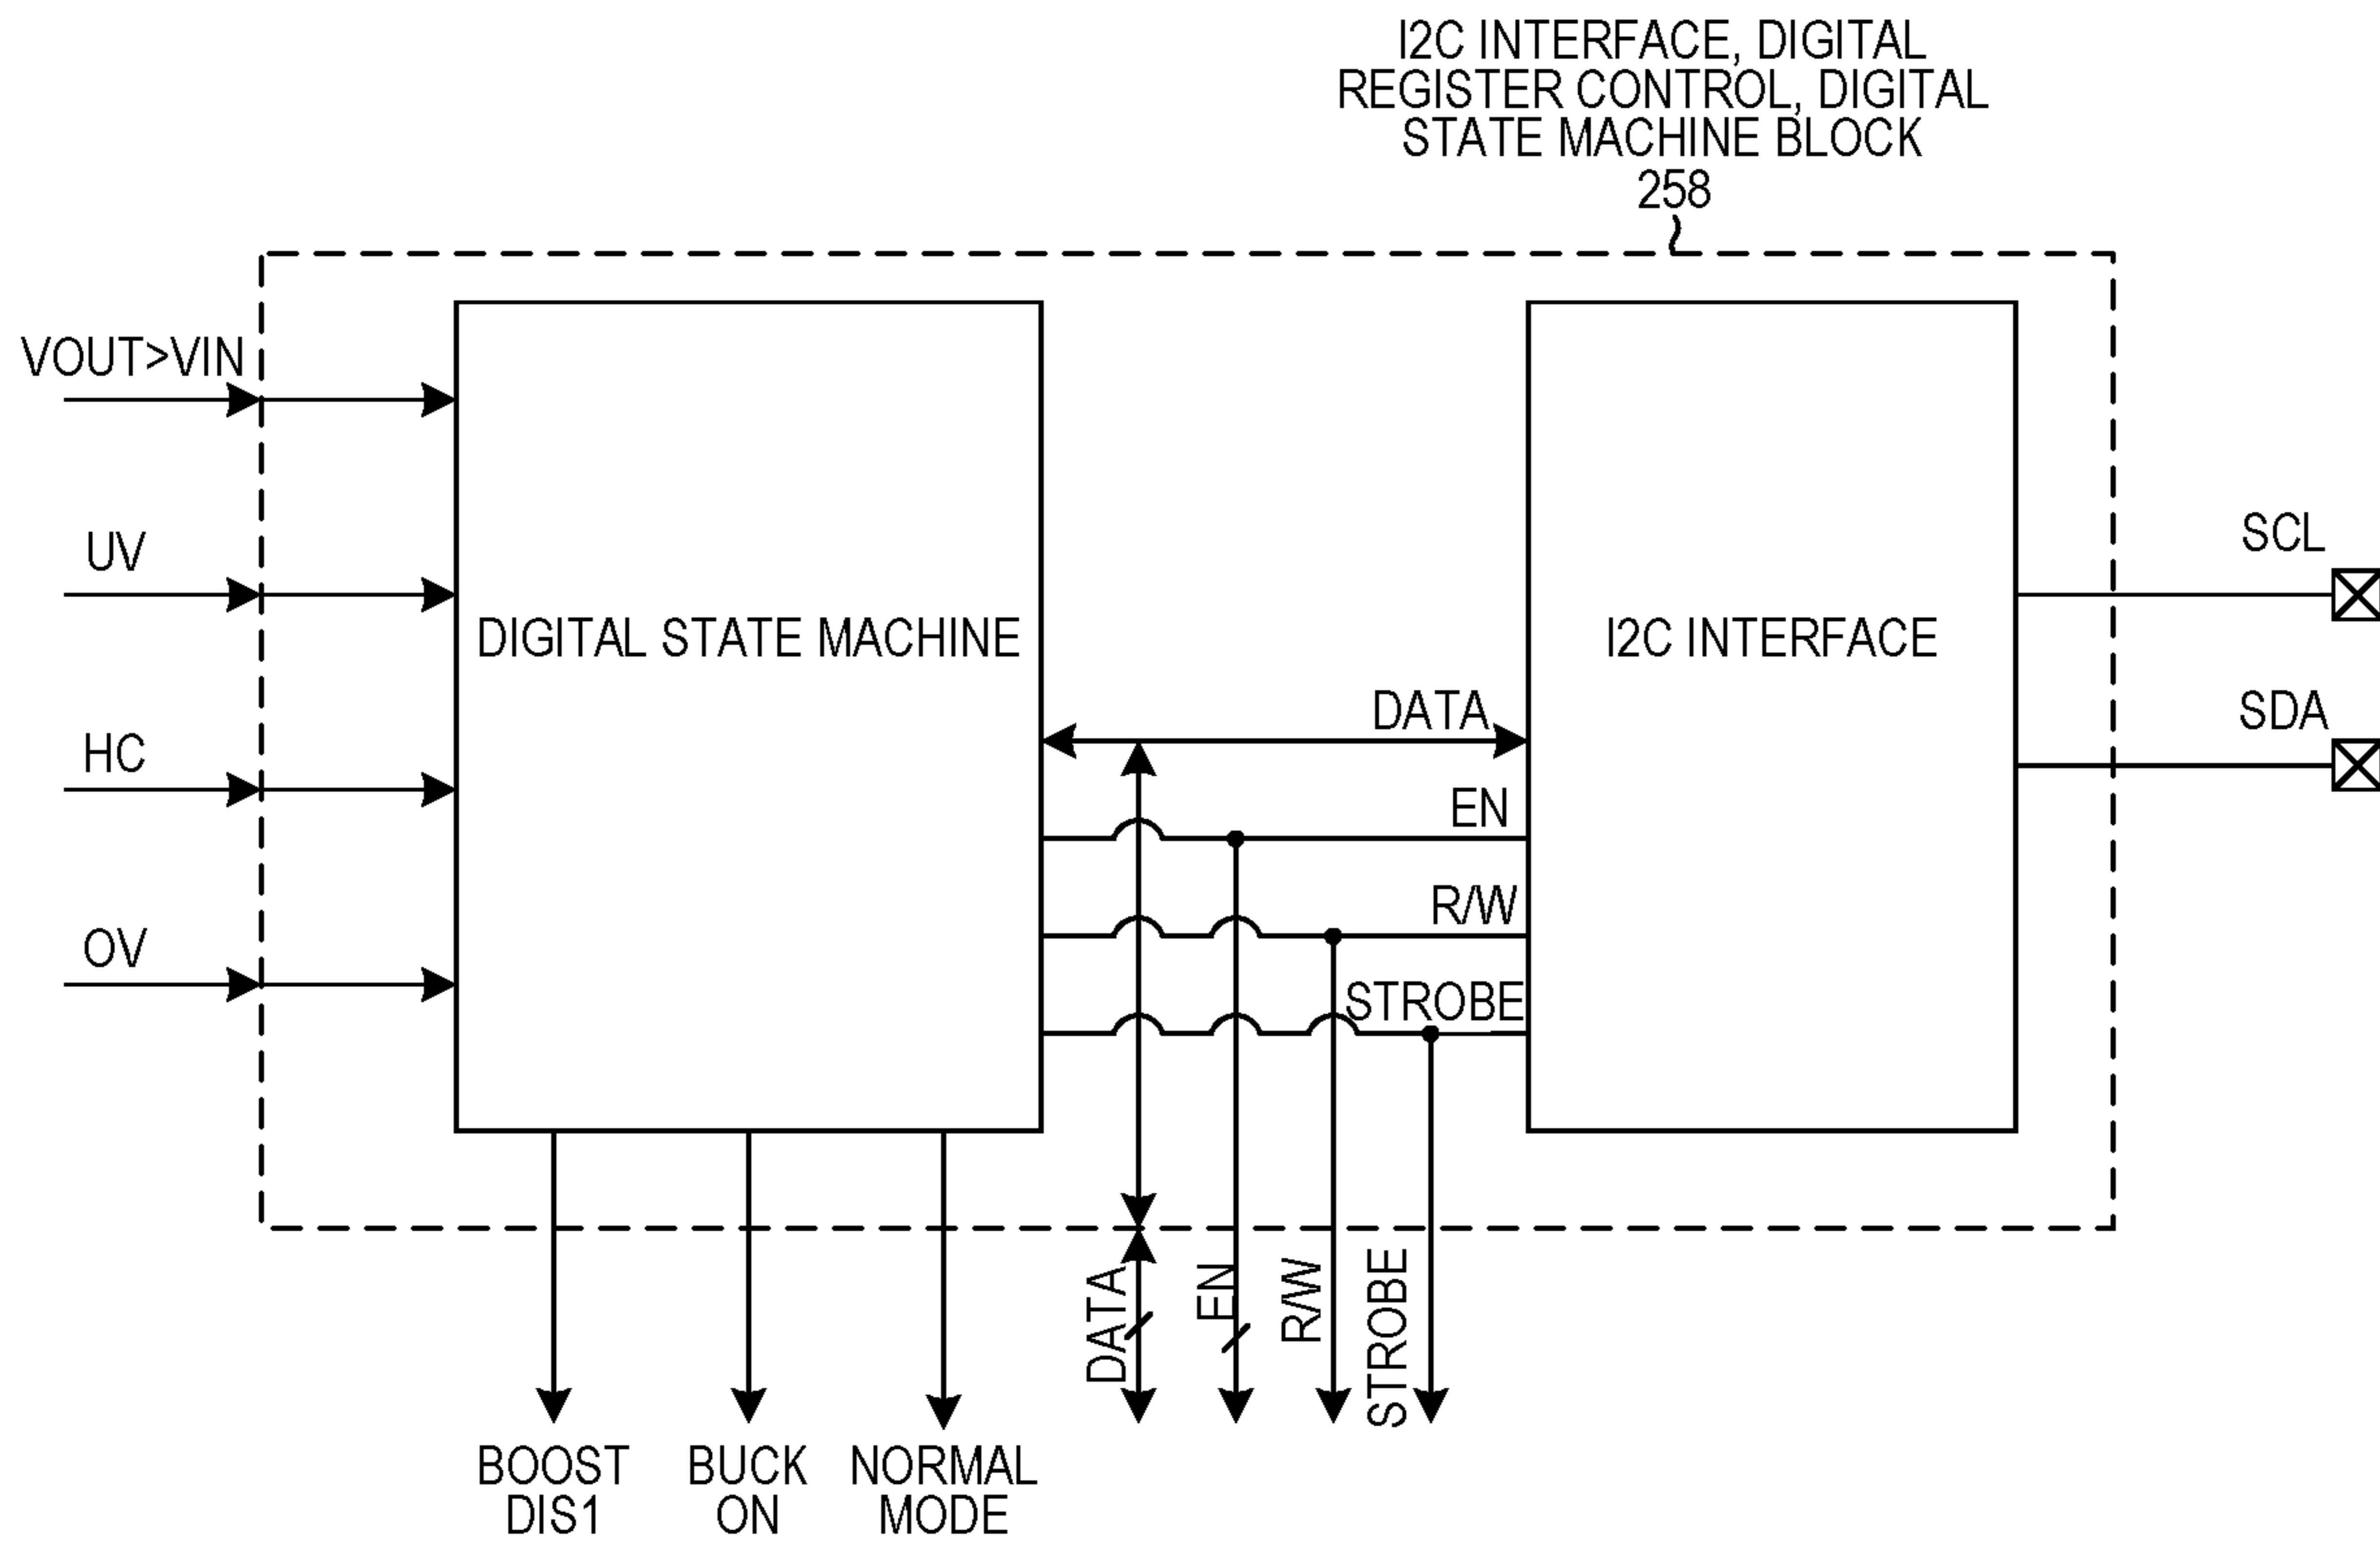 I2C INTERFACE, DIGITAL
REGISTER CONTROL, DIGITAL
STATE MACHINE BLOCK
258
VOUT>VIN
UV
HC
OV
DIGITAL STATE MACHINE
I2C INTERFACE
SCL
SDA
DATA
EN
R/W
STROBE
DATA
EN
R/W
STROBE
BOOST
DIS1
BUCK
ON
NORMAL
MODE